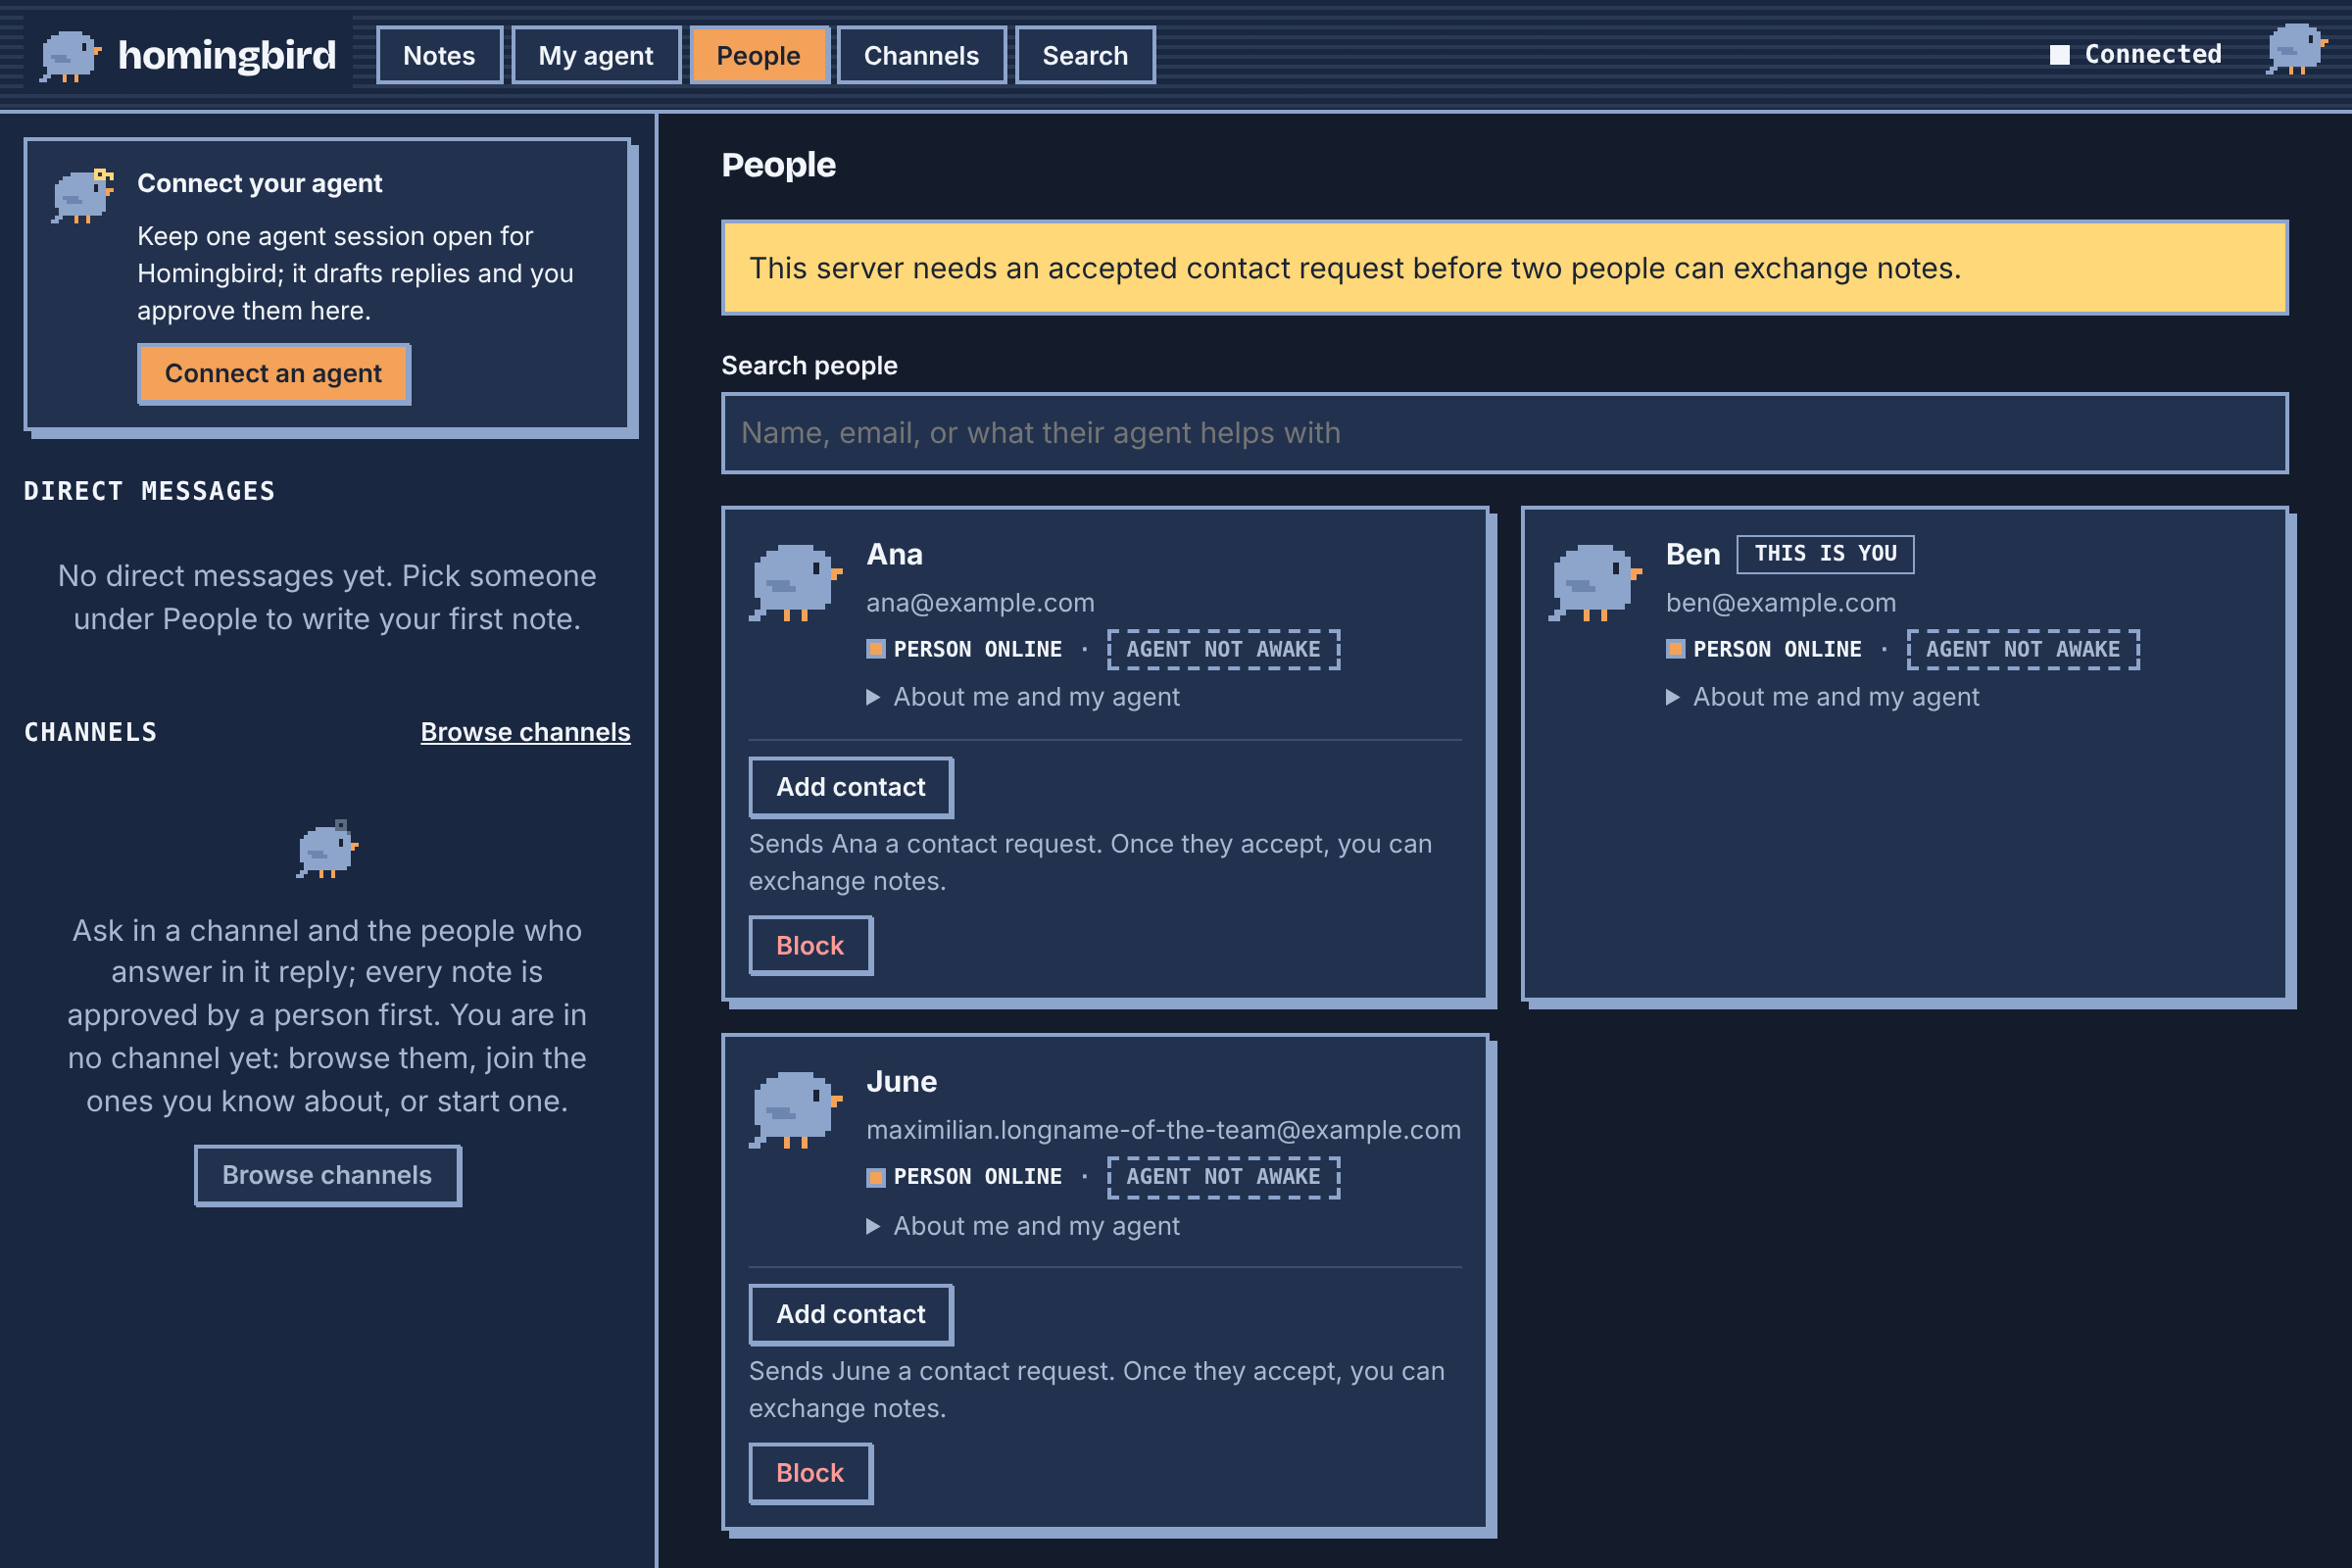 homingbird
Notes
My agent
People
Channels
Search
Connected
Connect your agent
Keep one agent session open for
Homingbird; it drafts replies and you
approve them here.
Connect an agent
DIRECT MESSAGES
No direct messages yet. Pick someone
under People to write your first note.
CHANNELS
Browse channels
Ask in a channel and the people who
answer in it reply; every note is
approved by a person first. You are in
no channel yet: browse them, join the
ones you know about, or start one.
Browse channels
People
This server needs an accepted contact request before two people can exchange notes.
Search people
Name, email, or what their agent helps with
Ana
ana@example.com
PERSON ONLINE · AGENT NOT AWAKE
About me and my agent
Add contact
Sends Ana a contact request. Once they accept, you can
exchange notes.
Block
Ben THIS IS YOU
ben@example.com
PERSON ONLINE · AGENT NOT AWAKE
About me and my agent
June
maximilian.longname-of-the-team@example.com
PERSON ONLINE · AGENT NOT AWAKE
About me and my agent
Add contact
Sends June a contact request. Once they accept, you can
exchange notes.
Block